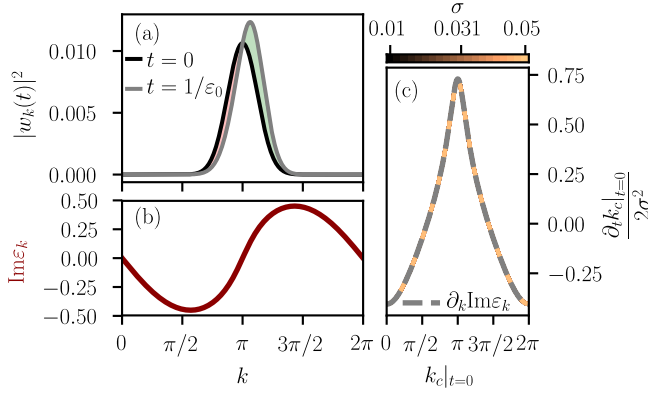 σ
0.01 0.031 0.05
(a)
t = 0
t = 1/ε₀
|w_k(t)|²
0.010
0.005
0.000
(b)
Imε_k
0.50
0.25
0.00
−0.25
−0.50
0 π/2 π 3π/2 2π
k
(c)
0.75
0.50
0.25
0.00
−0.25
∂_t k_c|_{t=0} / 2σ²
∂_k Imε_k
0 π/2 π 3π/2 2π
k_c|_{t=0}